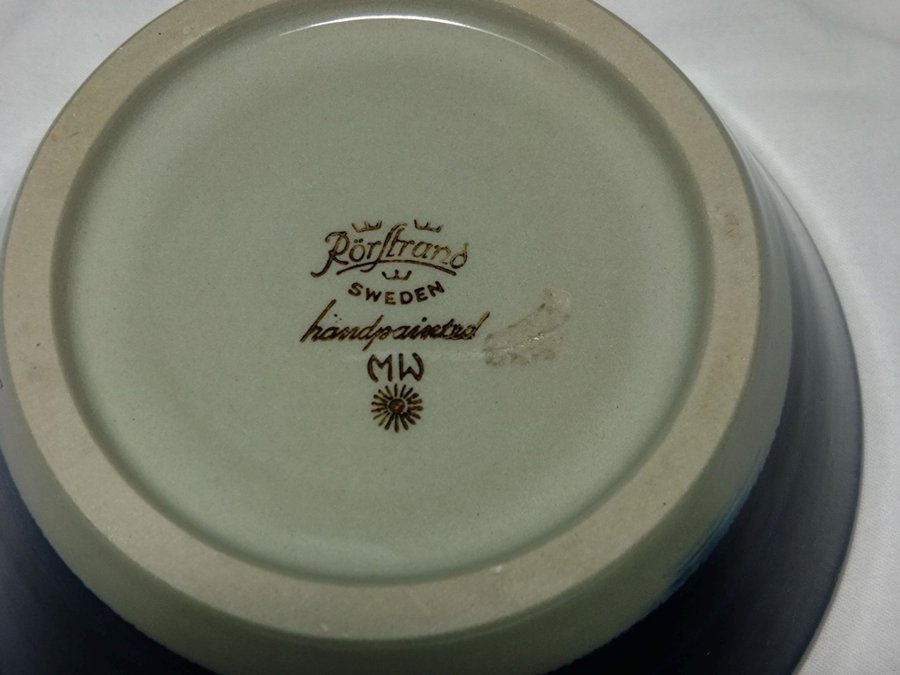 Rörstrand
SWEDEN
handpainted
MW